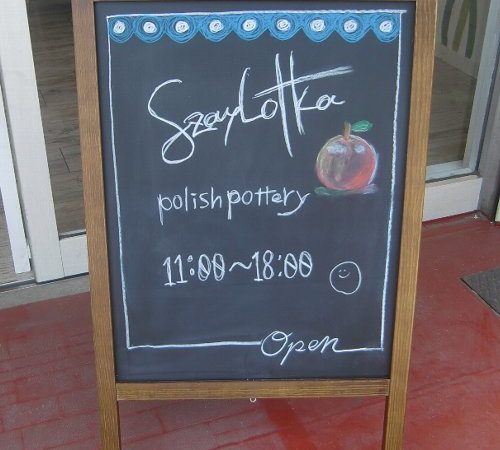 Szarlotka
polish pottery
11:00〜18:00
Open